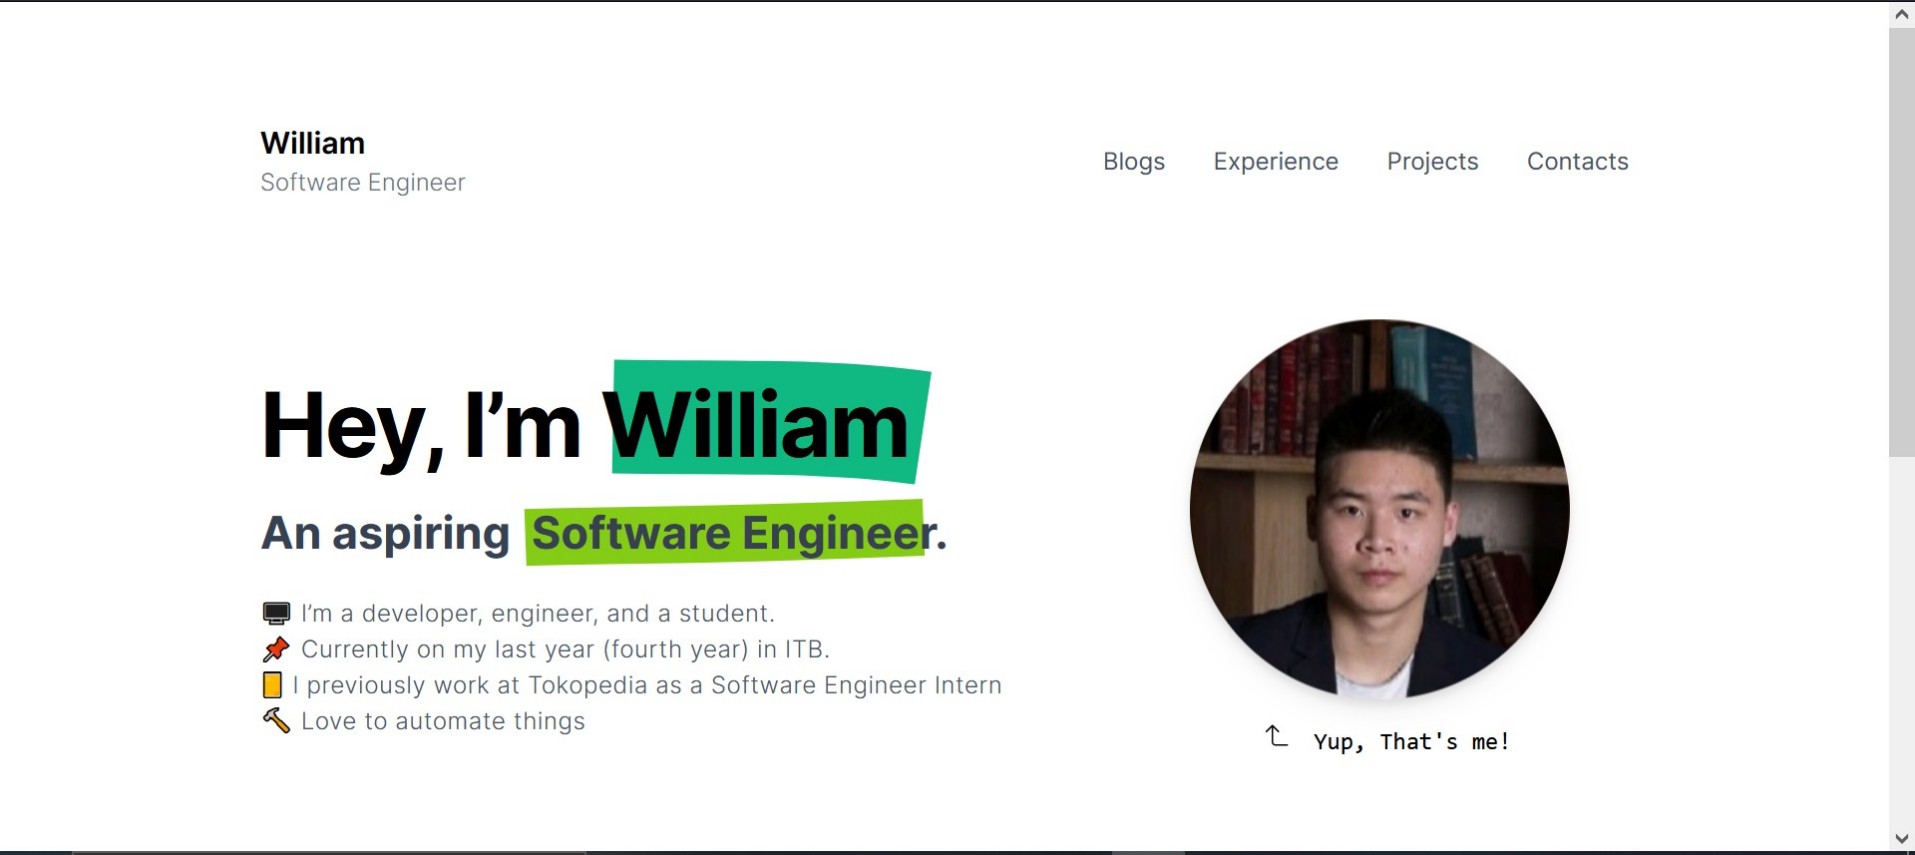 William
Software Engineer
Blogs Experience Projects Contacts
Hey, I’m William
An aspiring Software Engineer.
I’m a developer, engineer, and a student.
Currently on my last year (fourth year) in ITB.
I previously work at Tokopedia as a Software Engineer Intern
Love to automate things
Yup, That's me!